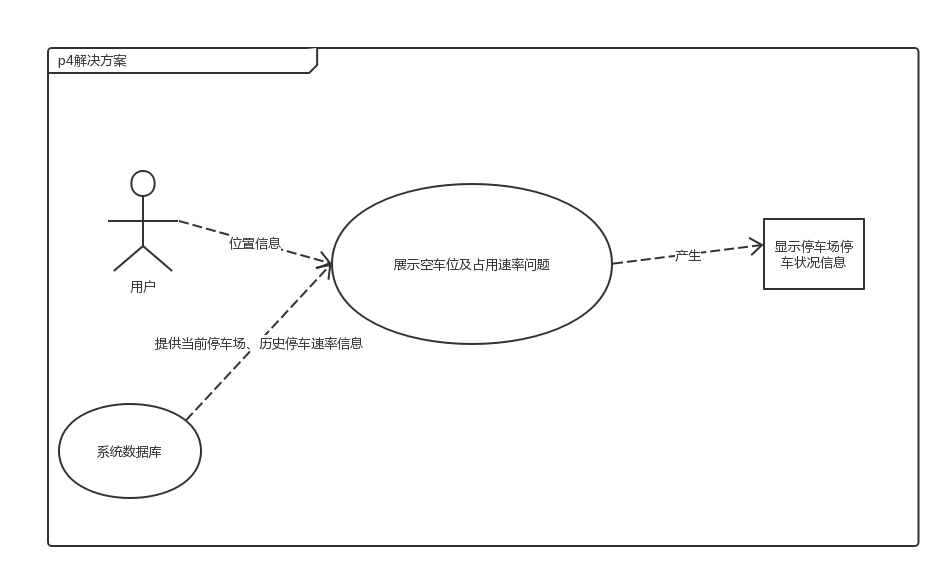 p4解决方案
位置信息
用户
展示空车位及占用速率问题
产生
显示停车场停
车状况信息
提供当前停车场、历史停车速率信息
系统数据库